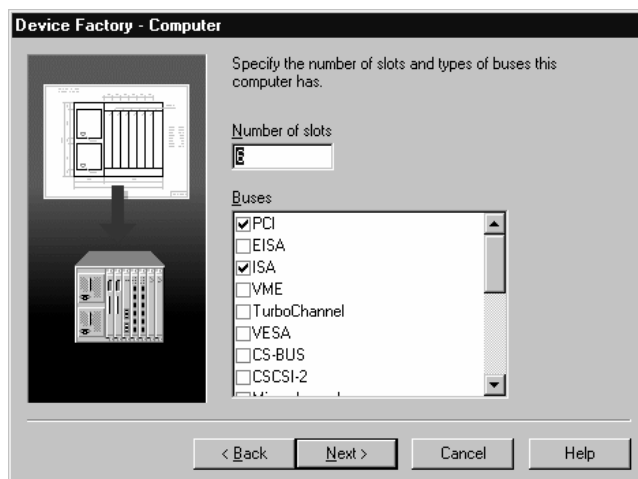 Device Factory - Computer
Specify the number of slots and types of buses this
computer has.
Number of slots
6
Buses
PCI
EISA
ISA
VME
TurboChannel
VESA
CS-BUS
CSCSI-2
< Back
Next >
Cancel
Help